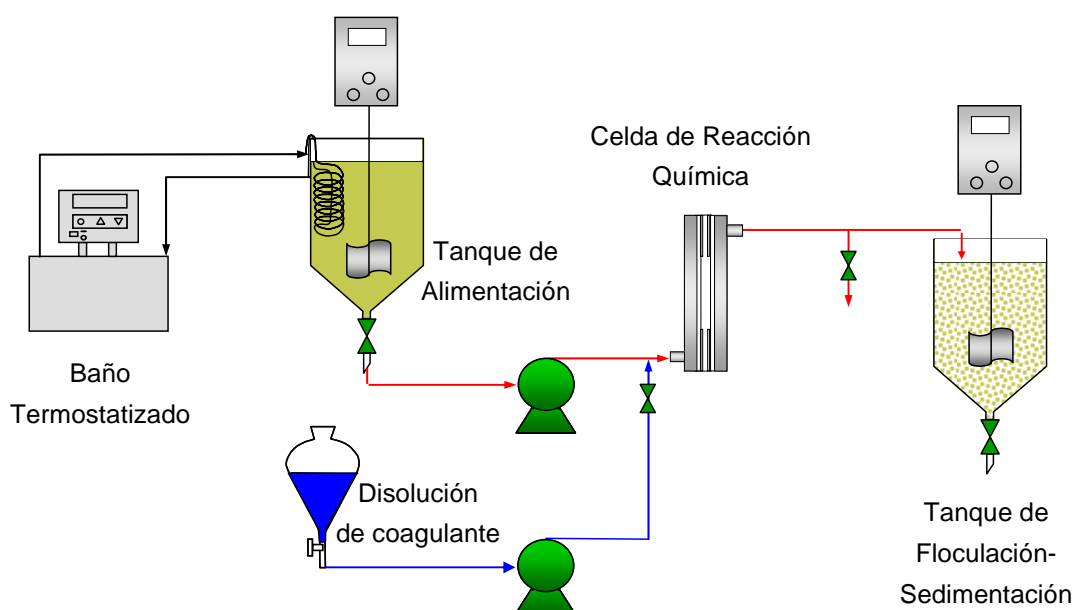 Celda de Reacción
Química
Tanque de
Alimentación
Baño
Termostatizado
Disolución
de coagulante
Tanque de
Floculación-
Sedimentación